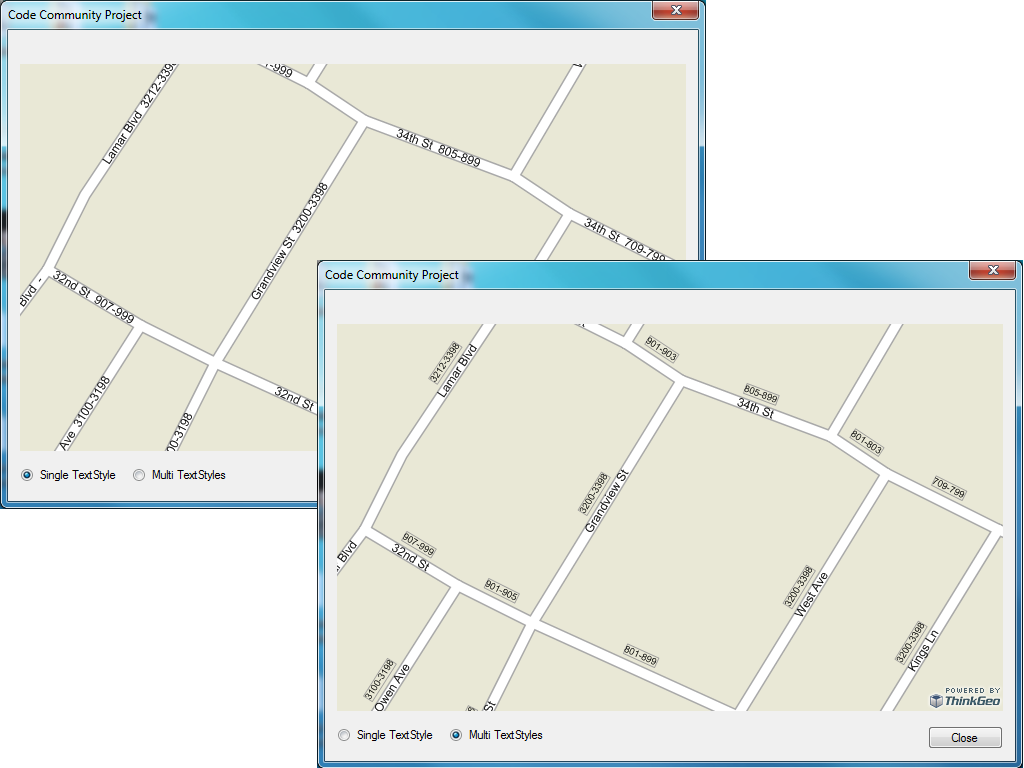 Code Community Project
Lamar Blvd 3212-3398
-999
34th St 805-899
34th St 709-799
Grandview St 3200-3398
Blvd -
32nd St 907-999
32nd St
Ave 3100-3198
00-3198
Single TextStyle
Multi TextStyles
Code Community Project
3212-3398
Lamar Blvd
901-903
805-899
34th St
801-803
709-799
3200-3398
Grandview St
Blvd
907-999
32nd St
901-905
3200-3398
West Ave
801-899
3200-3398
Kings Ln
3100-3198
Owen Ave
St
POWERED BY
ThinkGeo
Single TextStyle
Multi TextStyles
Close